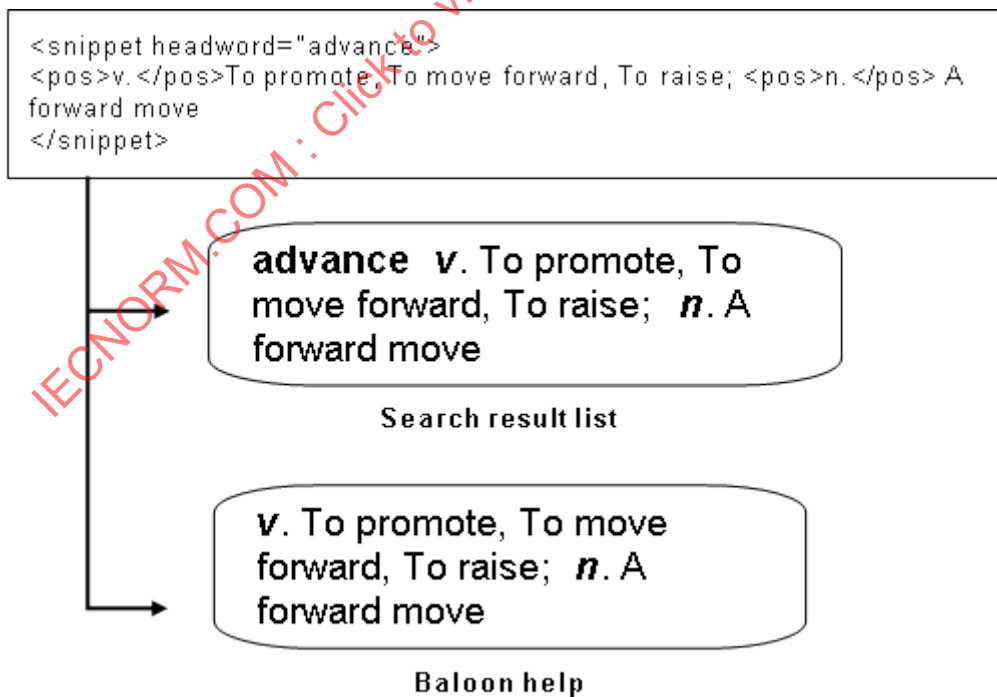 <snippet headword="advance">
<pos>v.</pos>To promote, To move forward, To raise; <pos>n.</pos> A
forward move
</snippet>
advance v. To promote, To
move forward, To raise; n. A
forward move
Search result list
v. To promote, To move
forward, To raise; n. A
forward move
Baloon help
IECNORM.COM : Click to v